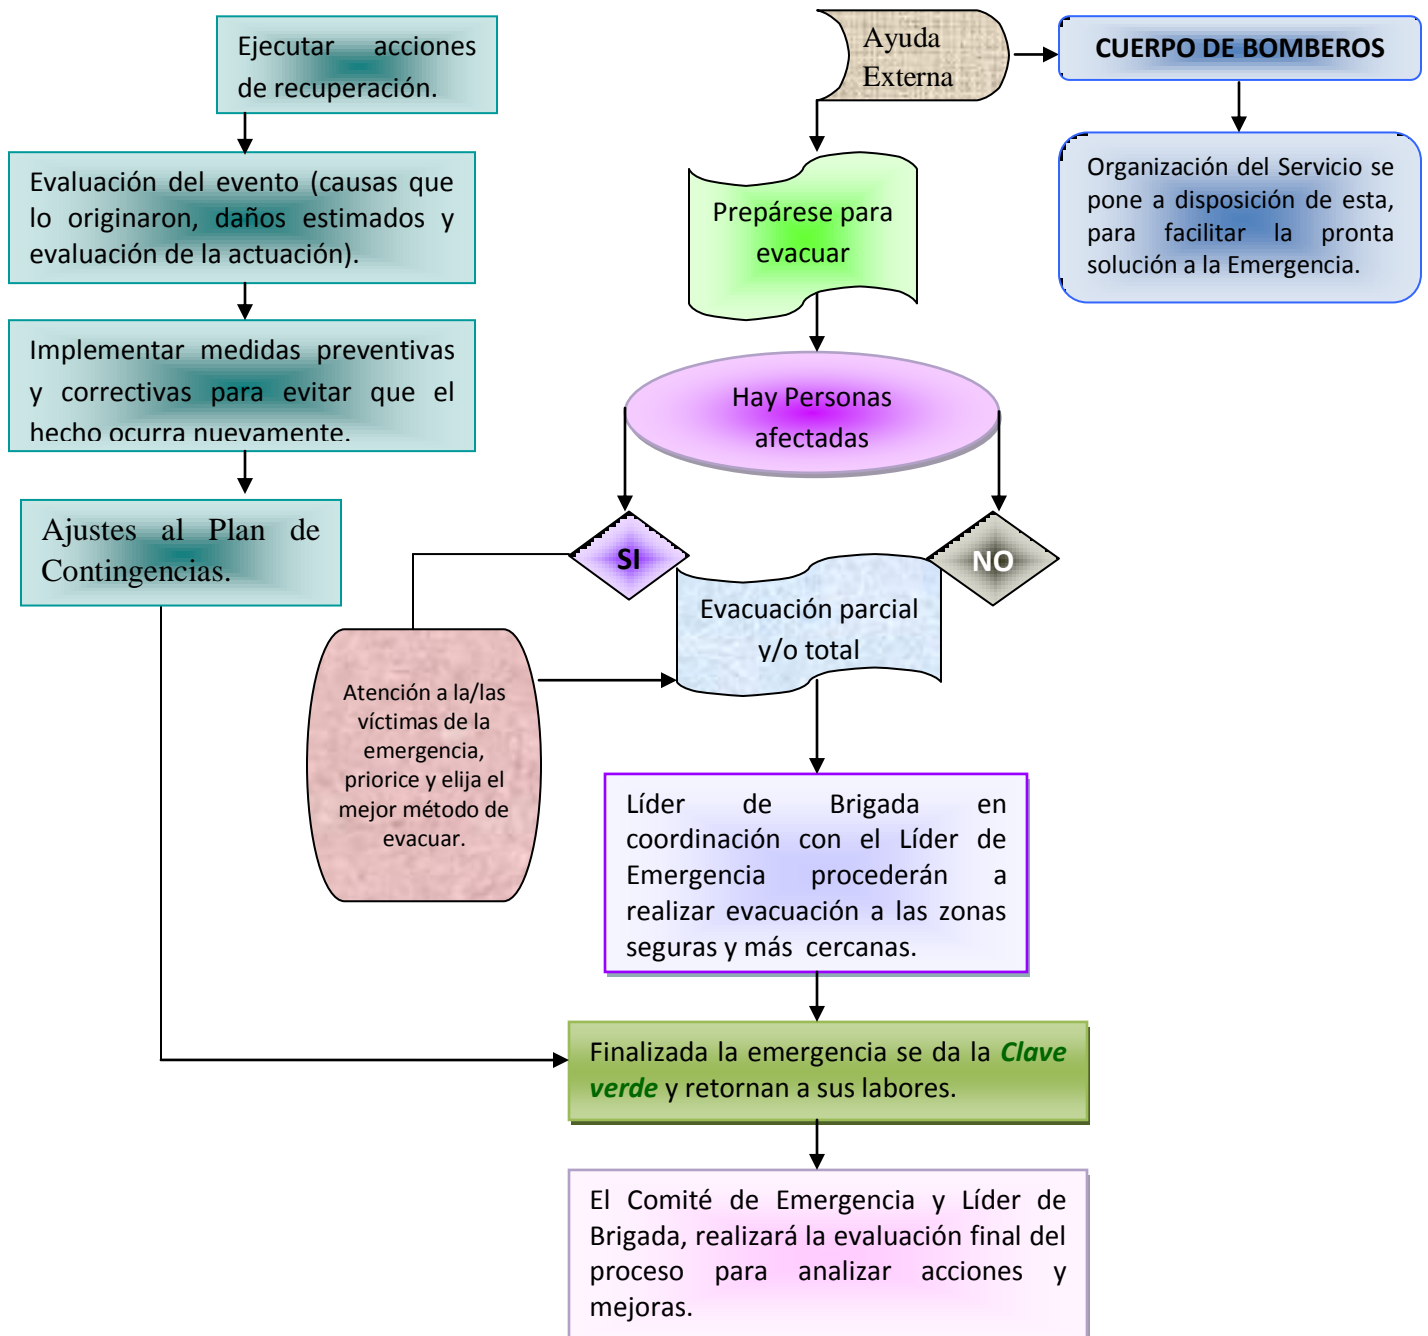 Ejecutar acciones
de recuperación.
Evaluación del evento (causas que
lo originaron, daños estimados y
evaluación de la actuación).
Implementar medidas preventivas
y correctivas para evitar que el
hecho ocurra nuevamente.
Ajustes al Plan de
Contingencias.
Ayuda
Externa
CUERPO DE BOMBEROS
Organización del Servicio se
pone a disposición de esta,
para facilitar la pronta
solución a la Emergencia.
Prepárese para
evacuar
Hay Personas
afectadas
SI
NO
Atención a la/las
víctimas de la
emergencia,
priorice y elija el
mejor método de
evacuar.
Evacuación parcial
y/o total
Líder de Brigada en
coordinación con el Líder de
Emergencia procederán a
realizar evacuación a las zonas
seguras y más cercanas.
Finalizada la emergencia se da la Clave
verde y retornan a sus labores.
El Comité de Emergencia y Líder de
Brigada, realizará la evaluación final del
proceso para analizar acciones y
mejoras.